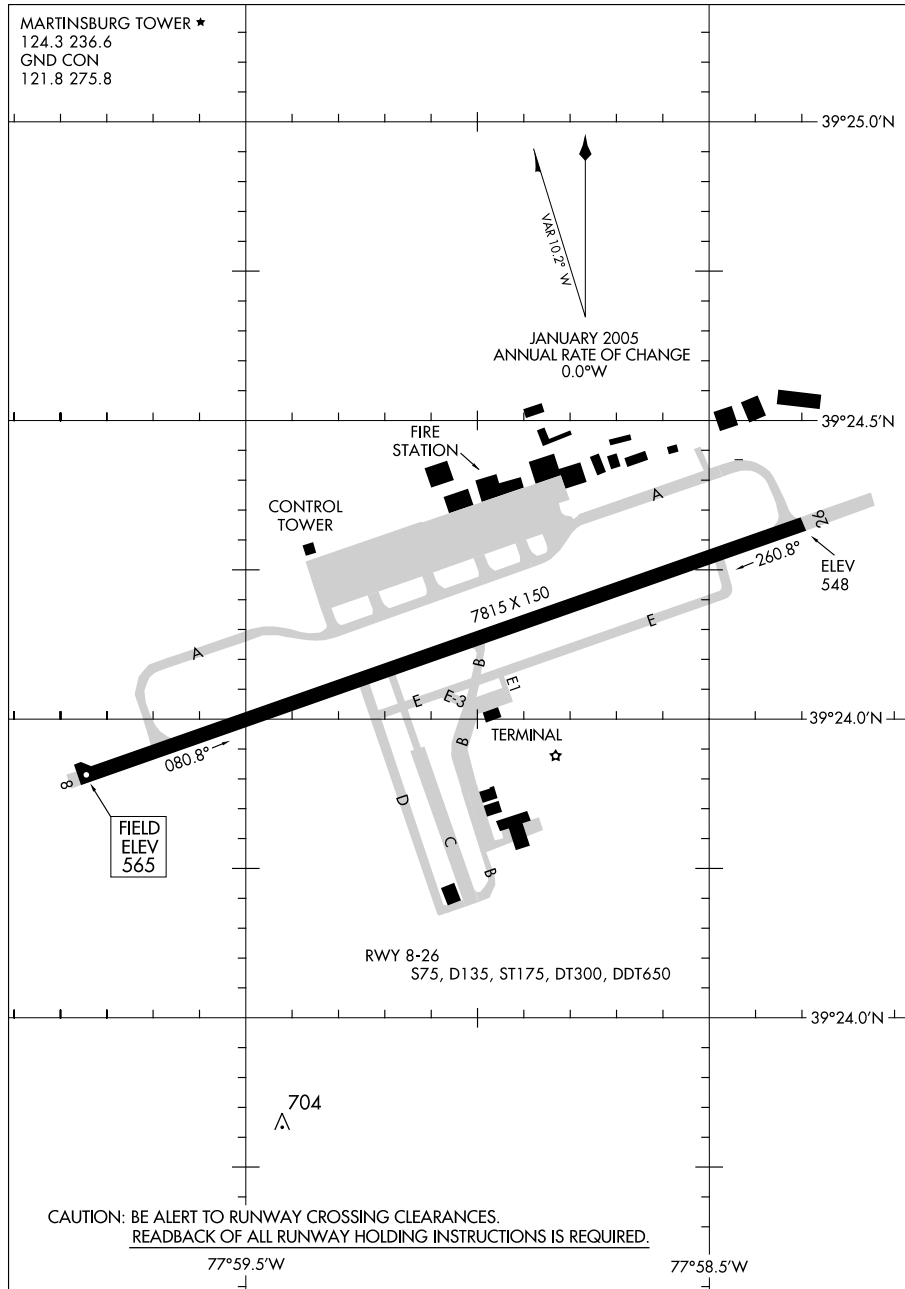 MARTINSBURG TOWER ★
124.3 236.6
GND CON
121.8 275.8
39°25.0'N
VAR 10.2° W
JANUARY 2005
ANNUAL RATE OF CHANGE
0.0°W
39°24.5'N
FIRE
STATION
CONTROL
TOWER
A
I
26
260.8°
ELEV
548
7815 X 150
A
B
E
E
E-3
E1
39°24.0'N
TERMINAL
B
080.8°
8
D
FIELD
ELEV
565
C
B
RWY 8-26
S75, D135, ST175, DT300, DDT650
39°24.0'N
704
CAUTION: BE ALERT TO RUNWAY CROSSING CLEARANCES.
READBACK OF ALL RUNWAY HOLDING INSTRUCTIONS IS REQUIRED.
77°59.5'W
77°58.5'W